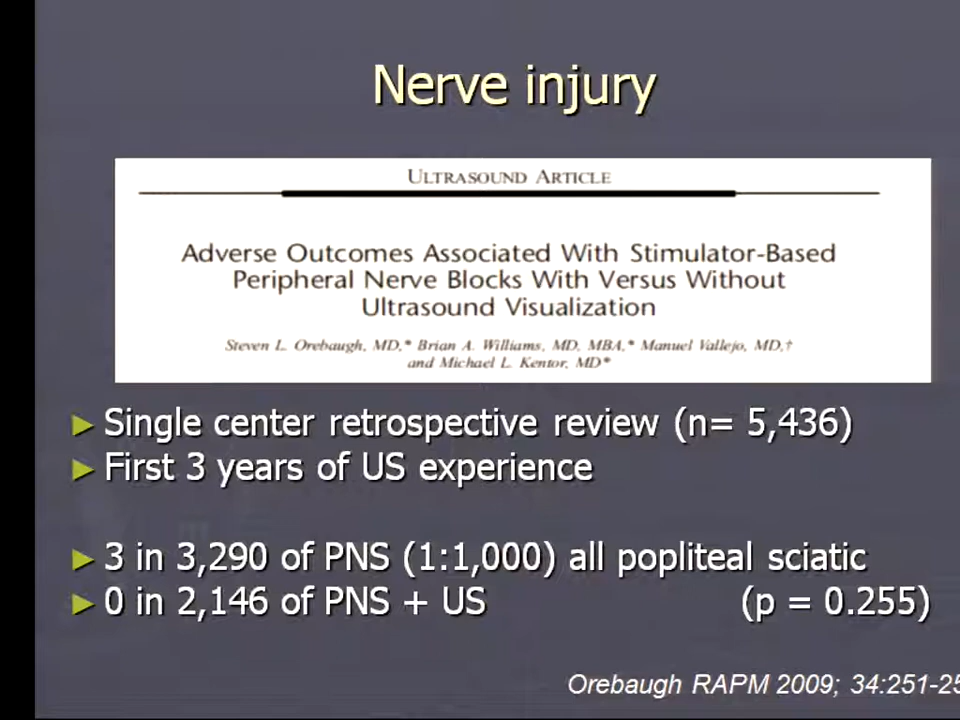 Nerve injury
ULTRASOUND ARTICLE
Adverse Outcomes Associated With Stimulator-Based
Peripheral Nerve Blocks With Versus Without
Ultrasound Visualization
Steven L. Orebaugh, MD,* Brian A. Williams, MD, MBA,* Manuel Vallejo, MD,†
and Michael L. Kentor, MD*
► Single center retrospective review (n= 5,436)
► First 3 years of US experience
► 3 in 3,290 of PNS (1:1,000) all popliteal sciatic
► 0 in 2,146 of PNS + US (p = 0.255)
Orebaugh RAPM 2009; 34:251-25